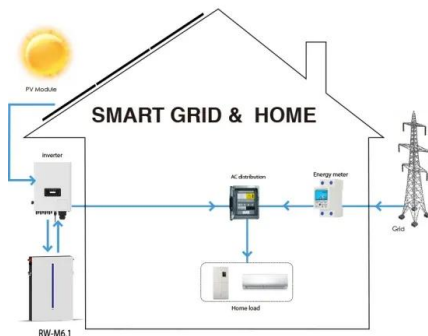 PV Module
SMART GRID & HOME
Inverter
AC distribution
Energy meter
Grid
Home load
RW-M6.1